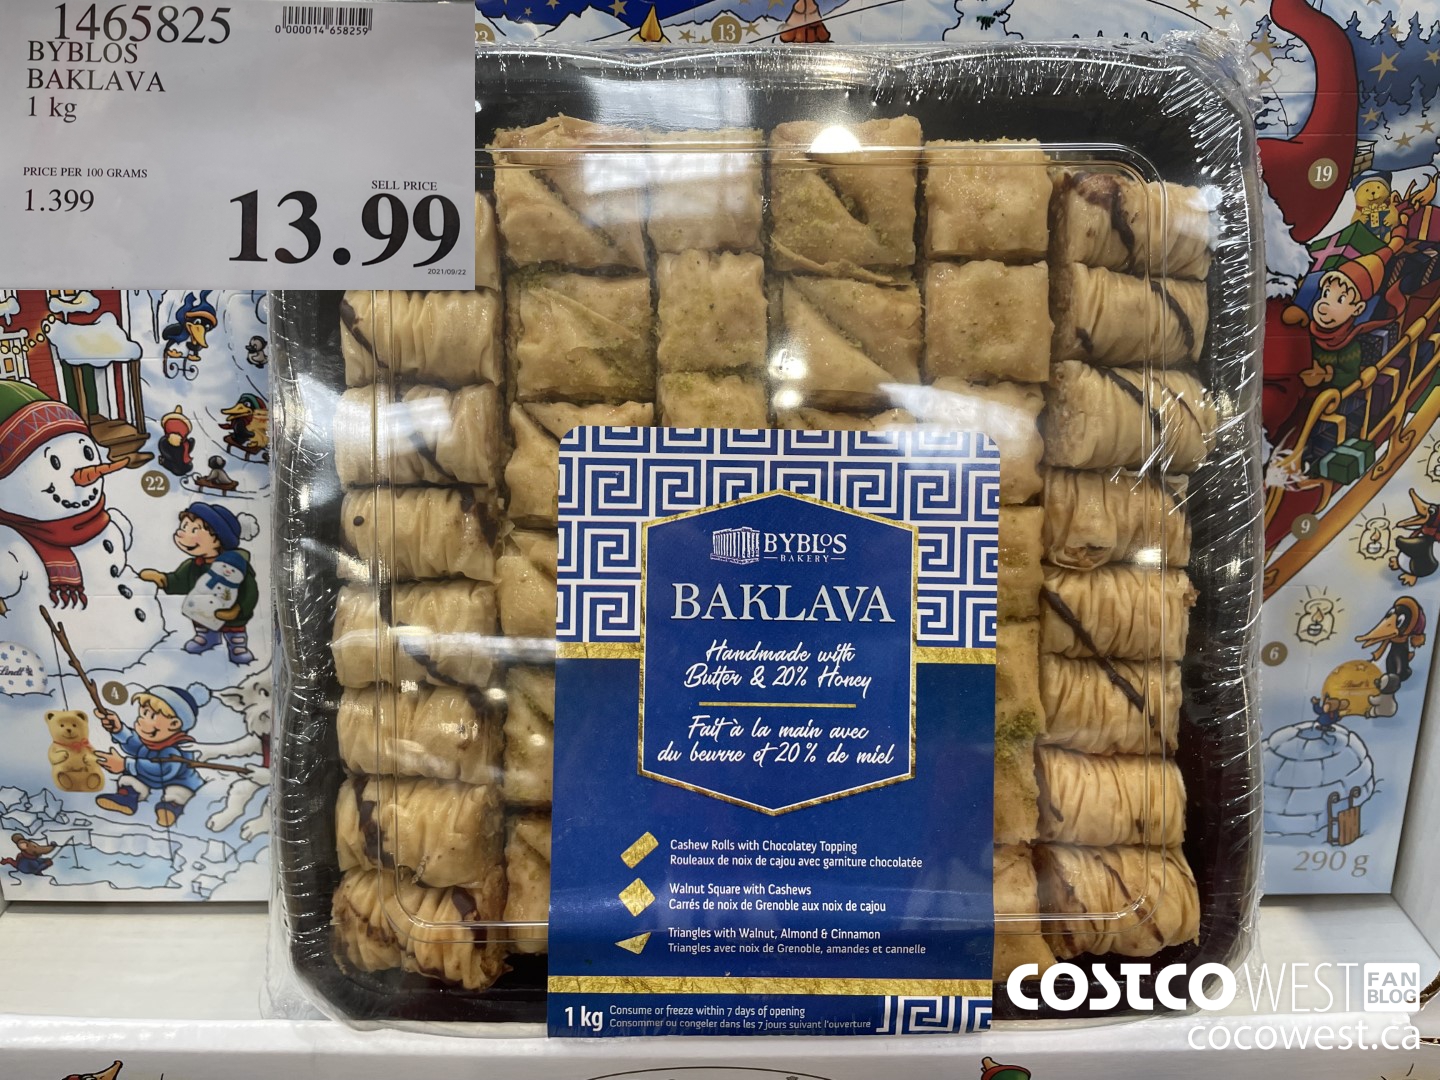 1465825
0"000014"658259"
BYBLOS
BAKLAVA
1 kg
PRICE PER 100 GRAMS
1.399
SELL PRICE
13.99
2021/09/22
13
19
22
9
6
4
Lindt
290 g
BYBLOS
BAKERY
BAKLAVA
Handmade with
Butter & 20% Honey
Fait à la main avec
du beurre et 20% de miel
Cashew Rolls with Chocolatey Topping
Rouleaux de noix de cajou avec garniture chocolatée
Walnut Square with Cashews
Carrés de noix de Grenoble aux noix de cajou
Triangles with Walnut, Almond & Cinnamon
Triangles avec noix de Grenoble, amandes et cannelle
1 kg
Consume or freeze within 7 days of opening
Consommer ou congeler dans les 7 jours suivant l'ouverture
COSTCO WEST FAN BLOG
cocowest.ca